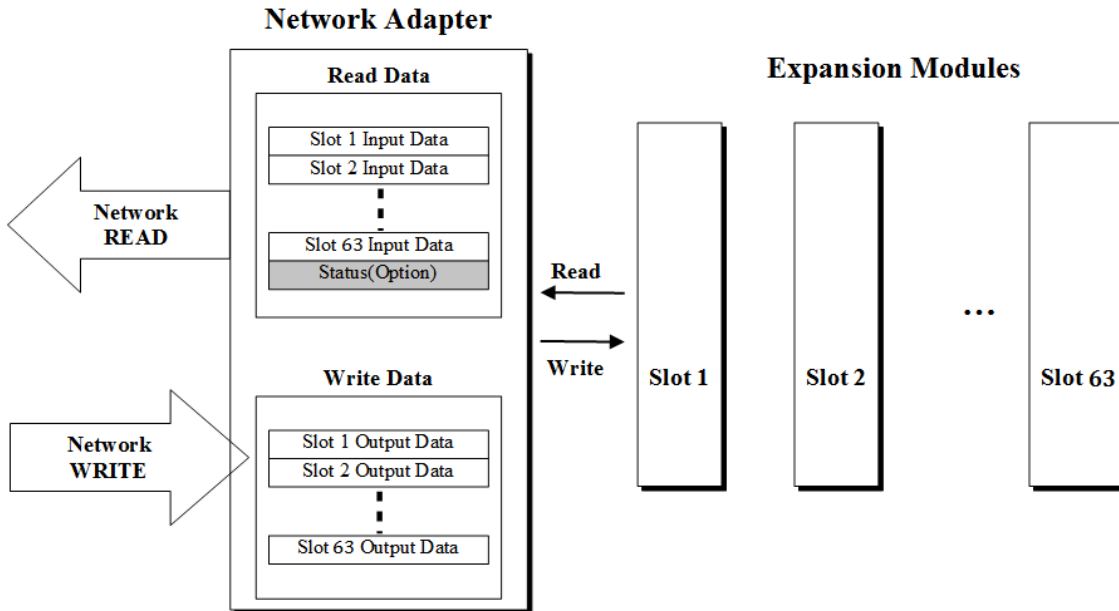 Network Adapter
Expansion Modules
Read Data
Slot 1 Input Data
Slot 2 Input Data
Slot 63 Input Data
Status(Option)
Network
READ
Read
Write
Write Data
Slot 1 Output Data
Slot 2 Output Data
Slot 63 Output Data
Network
WRITE
Slot 1
Slot 2
...
Slot 63